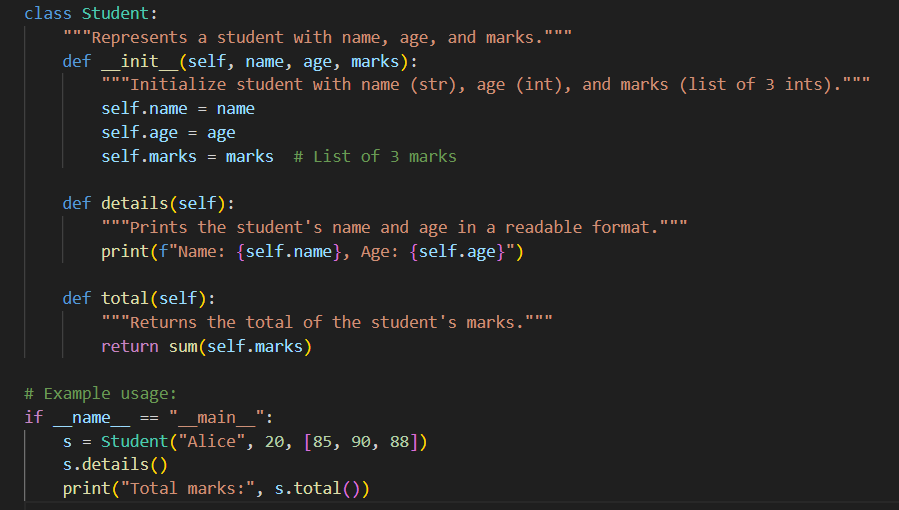 class Student:
    """Represents a student with name, age, and marks."""
    def __init__(self, name, age, marks):
        """Initialize student with name (str), age (int), and marks (list of 3 ints)."""
        self.name = name
        self.age = age
        self.marks = marks  # List of 3 marks

    def details(self):
        """Prints the student's name and age in a readable format."""
        print(f"Name: {self.name}, Age: {self.age}")

    def total(self):
        """Returns the total of the student's marks."""
        return sum(self.marks)

# Example usage:
if __name__ == "__main__":
    s = Student("Alice", 20, [85, 90, 88])
    s.details()
    print("Total marks:", s.total())